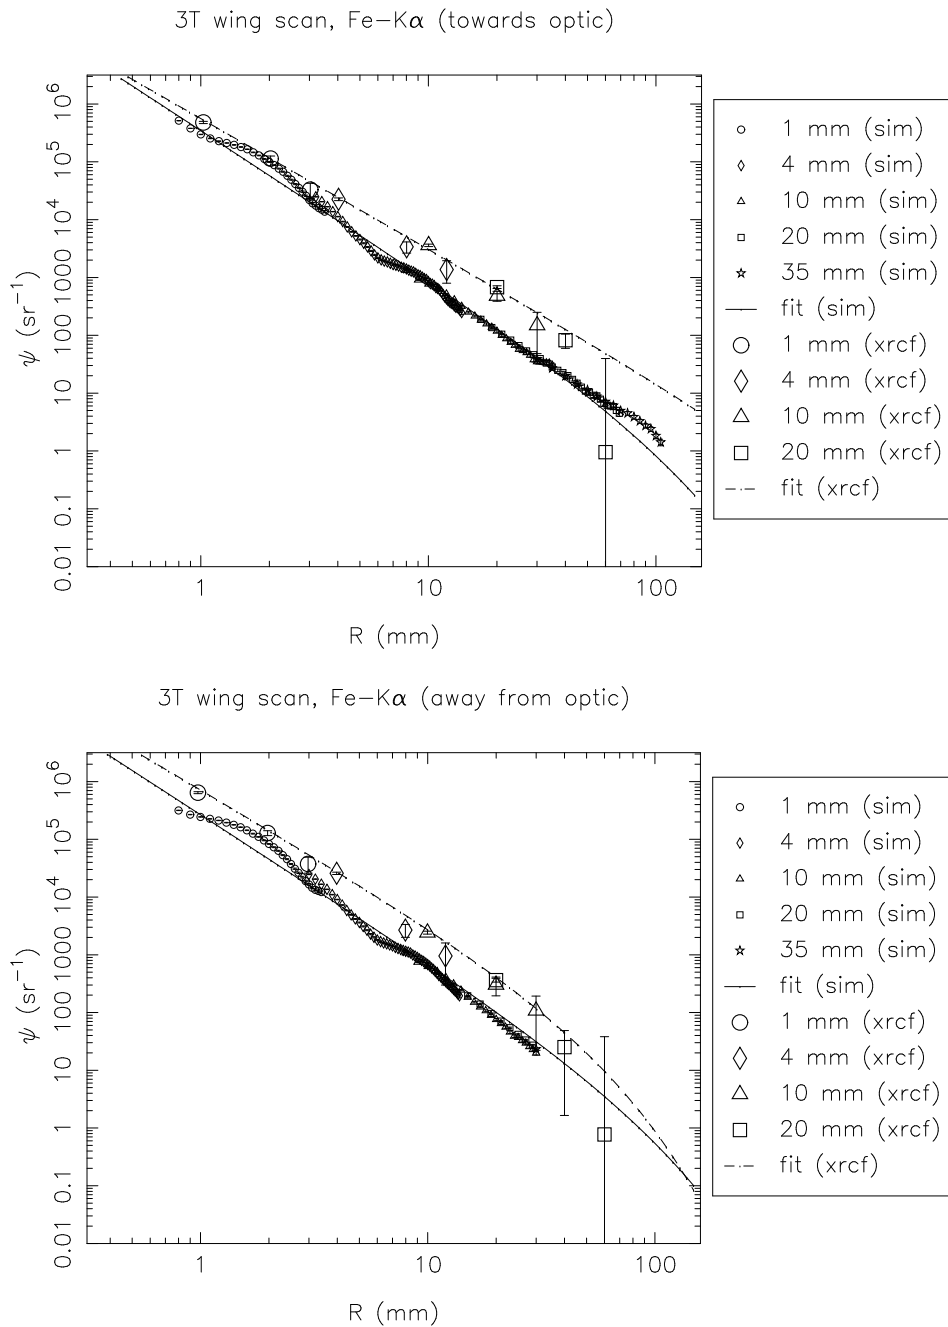 3T wing scan, Fe−Kα (towards optic)
10⁶
10⁵
10⁴
1000
100
10
1
0.1
0.01
ψ (sr⁻¹)
1 10 100
R (mm)
1 mm (sim)
4 mm (sim)
10 mm (sim)
20 mm (sim)
35 mm (sim)
fit (sim)
1 mm (xrcf)
4 mm (xrcf)
10 mm (xrcf)
20 mm (xrcf)
fit (xrcf)
3T wing scan, Fe−Kα (away from optic)
10⁶
10⁵
10⁴
1000
100
10
1
0.1
0.01
ψ (sr⁻¹)
1 10 100
R (mm)
1 mm (sim)
4 mm (sim)
10 mm (sim)
20 mm (sim)
35 mm (sim)
fit (sim)
1 mm (xrcf)
4 mm (xrcf)
10 mm (xrcf)
20 mm (xrcf)
fit (xrcf)